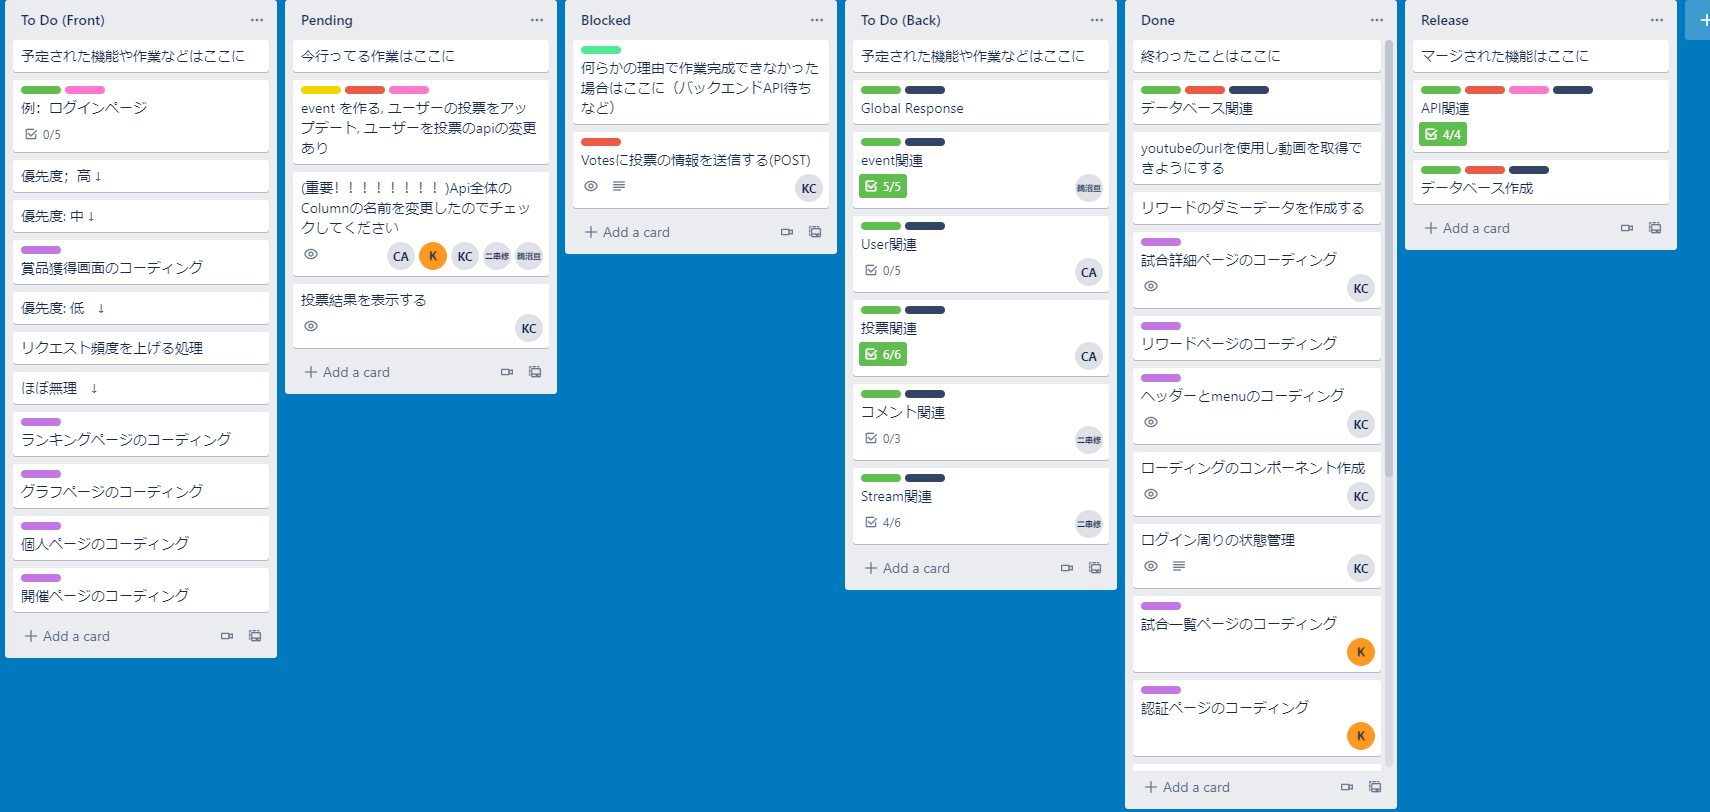 To Do (Front)
予定された機能や作業などはここに
例：ログインページ
0/5
優先度；高↓
優先度: 中↓
賞品獲得画面のコーディング
優先度: 低　↓
リクエスト頻度を上げる処理
ほぼ無理　↓
ランキングページのコーディング
グラフページのコーディング
個人ページのコーディング
開催ページのコーディング
Add a card
Pending
今行ってる作業はここに
event を作る, ユーザーの投票をアッ
プデート, ユーザーを投票のapiの変更
あり
(重要！！！！！！！！)Api全体の
Columnの名前を変更したのでチェッ
クしてください
CA K KC 二串修 鵜沼亘
投票結果を表示する
KC
Add a card
Blocked
何らかの理由で作業完成できなかった
場合はここに（バックエンドAPI待ち
など）
Votesに投票の情報を送信する(POST)
KC
Add a card
To Do (Back)
予定された機能や作業などはここに
Global Response
event関連
5/5
鵜沼亘
User関連
0/5
CA
投票関連
6/6
CA
コメント関連
0/3
二串修
Stream関連
4/6
二串修
Add a card
Done
終わったことはここに
データベース関連
youtubeのurlを使用し動画を取得で
きようにする
リワードのダミーデータを作成する
試合詳細ページのコーディング
KC
リワードページのコーディング
ヘッダーとmenuのコーディング
KC
ローディングのコンポーネント作成
KC
ログイン周りの状態管理
KC
試合一覧ページのコーディング
K
認証ページのコーディング
K
Add a card
Release
マージされた機能はここに
API関連
4/4
データベース作成
Add a card